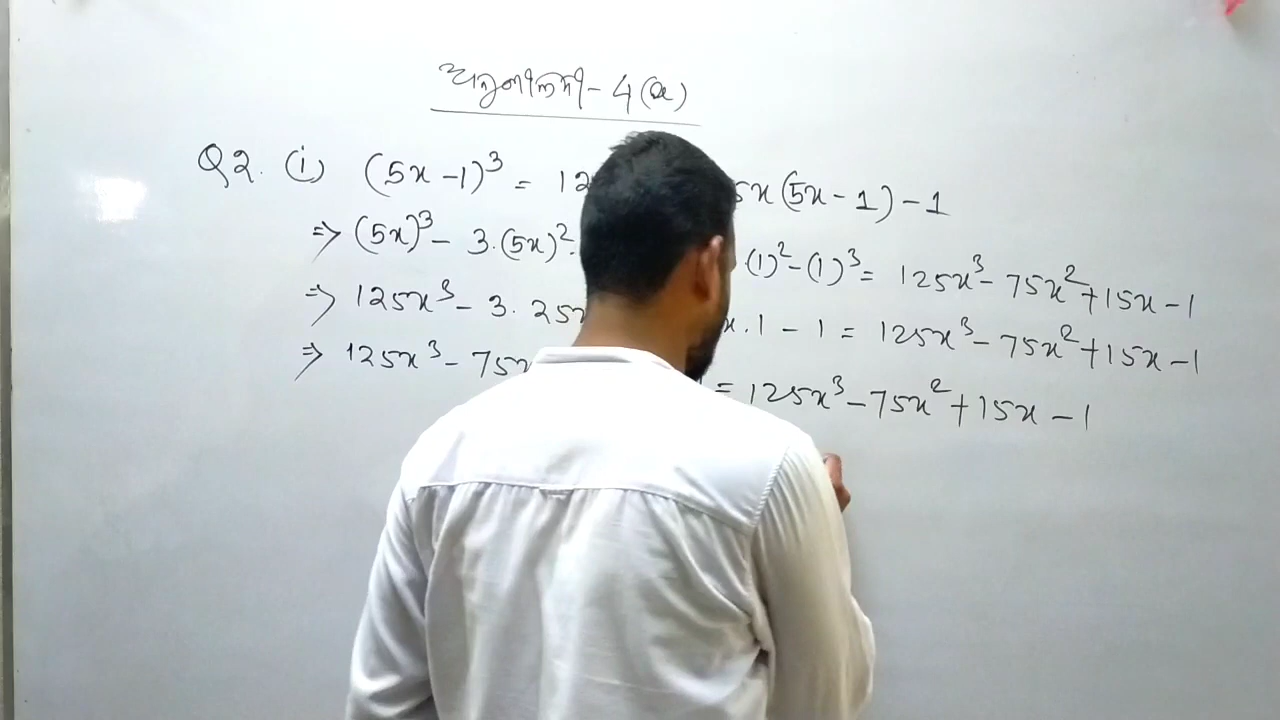 ଅନୁଶୀଳନୀ - 4 (a)
Q2. (i) (5x - 1)³ = 12 5x(5x - 1) - 1
⇒ (5x)³ - 3.(5x)². .(1)² - (1)³ = 125x³ - 75x² + 15x - 1
⇒ 125x³ - 3. 25x x.1 - 1 = 125x³ - 75x² + 15x - 1
⇒ 125x³ - 75x = 125x³ - 75x² + 15x - 1